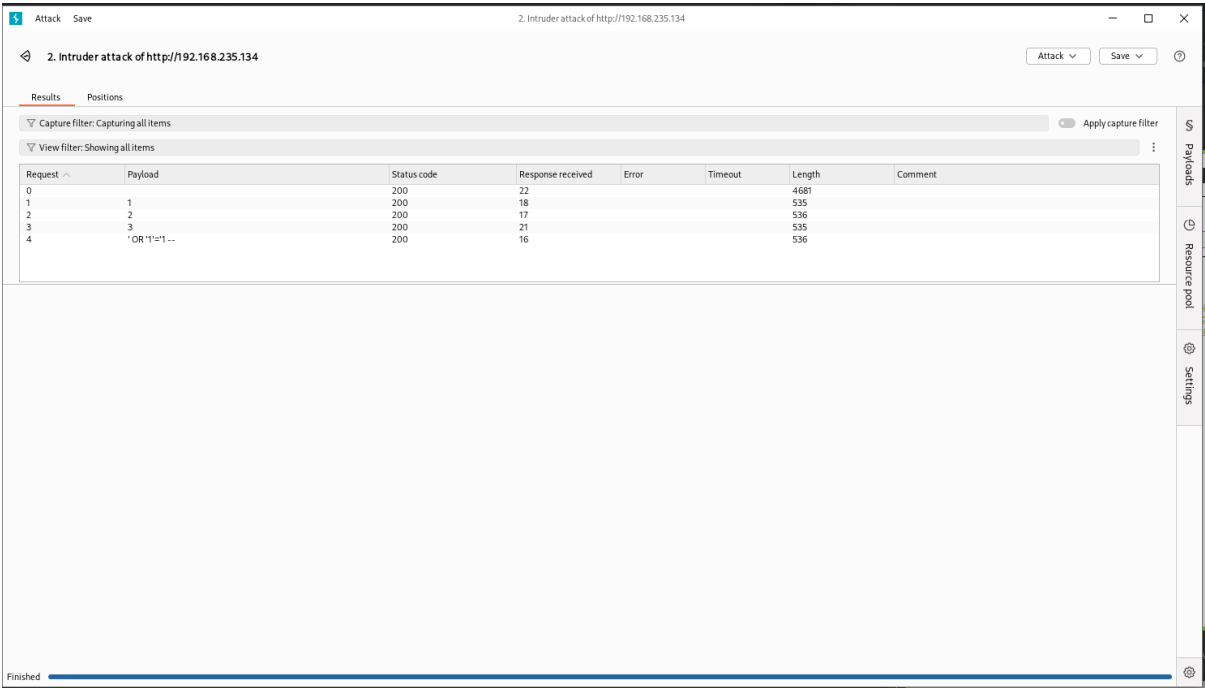 Attack Save 2. Intruder attack of http://192.168.235.134
2. Intruder attack of http://192.168.235.134 Attack Save
Results Positions
Capture filter: Capturing all items Apply capture filter
View filter: Showing all items
Request Payload Status code Response received Error Timeout Length Comment
0 200 22 4681
1 1 200 18 535
2 2 200 17 536
3 3 200 21 535
4 ' OR '1'='1 -- 200 16 536
Payloads
Resource pool
Settings
Finished